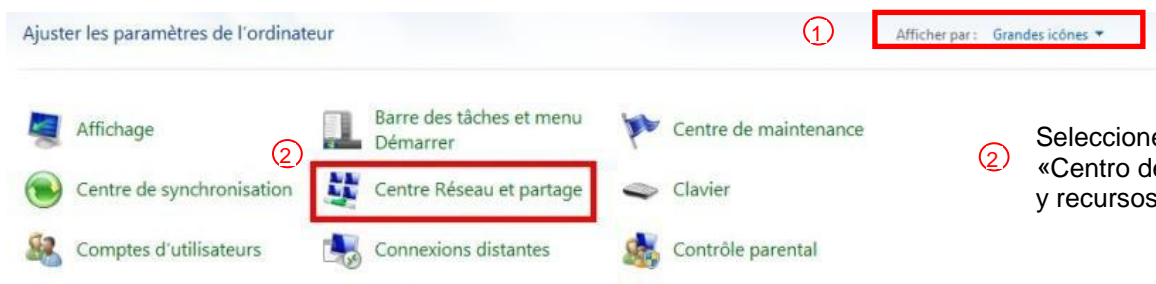 Ajuster les paramètres de l'ordinateur
1
Afficher par : Grandes icônes
Affichage
Barre des tâches et menu
Démarrer
Centre de maintenance
2
Centre de synchronisation
Centre Réseau et partage
Clavier
Comptes d'utilisateurs
Connexions distantes
Contrôle parental
2
Seleccione
«Centro de
y recursos